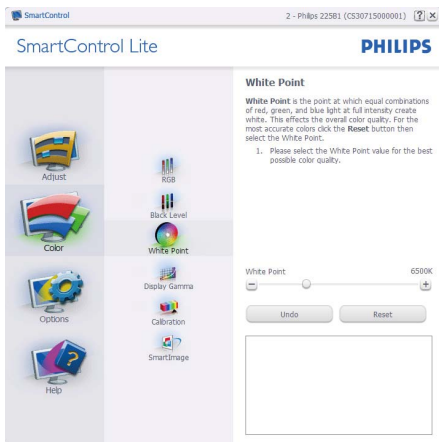 SmartControl
2 - Philips 225B1 (CS30715000001)
SmartControl Lite
PHILIPS
Adjust
Color
Options
Help
RGB
Black Level
White Point
Display Gamma
Calibration
SmartImage
White Point
White Point is the point at which equal combinations
of red, green, and blue light at full intensity create
white. This effects the overall color quality. For the
most accurate colors click the Reset button then
select the White Point.
1. Please select the White Point value for the best
possible color quality.
White Point 6500K
Undo Reset